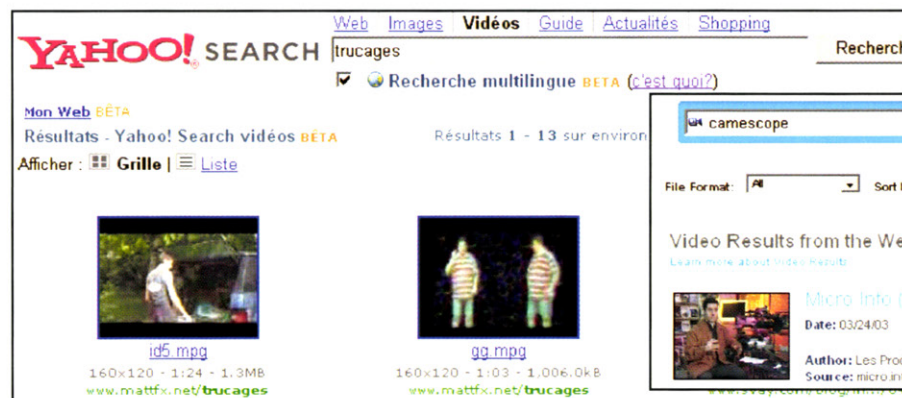 Web Images Vidéos Guide Actualités Shopping
YAHOO! SEARCH
trucages
Recherch
Recherche multilingue BETA (c'est quoi?)
Mon Web BÊTA
Résultats - Yahoo! Search vidéos BÊTA
Résultats 1 - 13 sur environ
Afficher : Grille | Liste
id5.mpg
160x120 - 1:24 - 1.3MB
www.mattfx.net/trucages
gg.mpg
160x120 - 1:03 - 1,006.0kB
www.mattfx.net/trucages
camescope
File Format: All Sort
Video Results from the We
Learn more about Video Results
Micro Info
Date: 03/24/03
Author: Les Proc
Source: micro.in